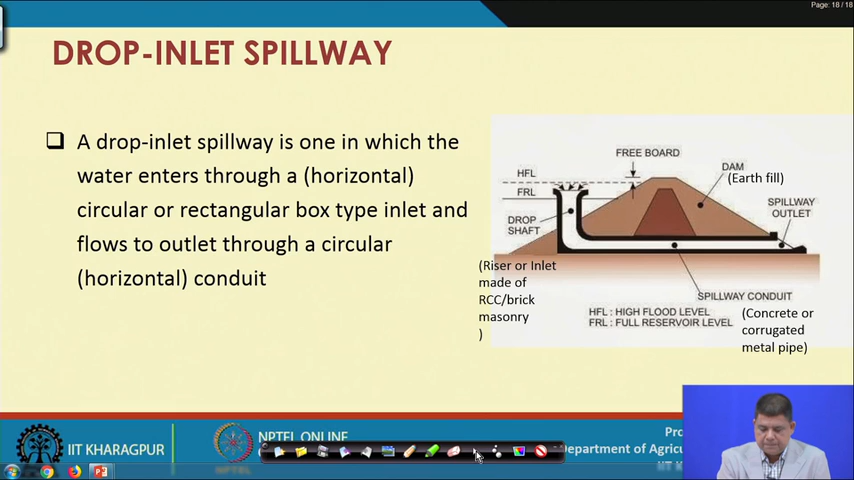 Page: 18 / 18
DROP-INLET SPILLWAY
A drop-inlet spillway is one in which the
water enters through a (horizontal)
circular or rectangular box type inlet and
flows to outlet through a circular
(horizontal) conduit
FREE BOARD
HFL
FRL
DAM
(Earth fill)
SPILLWAY
OUTLET
DROP
SHAFT
(Riser or Inlet
made of
RCC/brick
masonry
)
SPILLWAY CONDUIT
(Concrete or
corrugated
metal pipe)
HFL : HIGH FLOOD LEVEL
FRL : FULL RESERVOIR LEVEL
IIT KHARAGPUR
NPTEL ONLINE
NPTEL
Pro
Department of Agricu